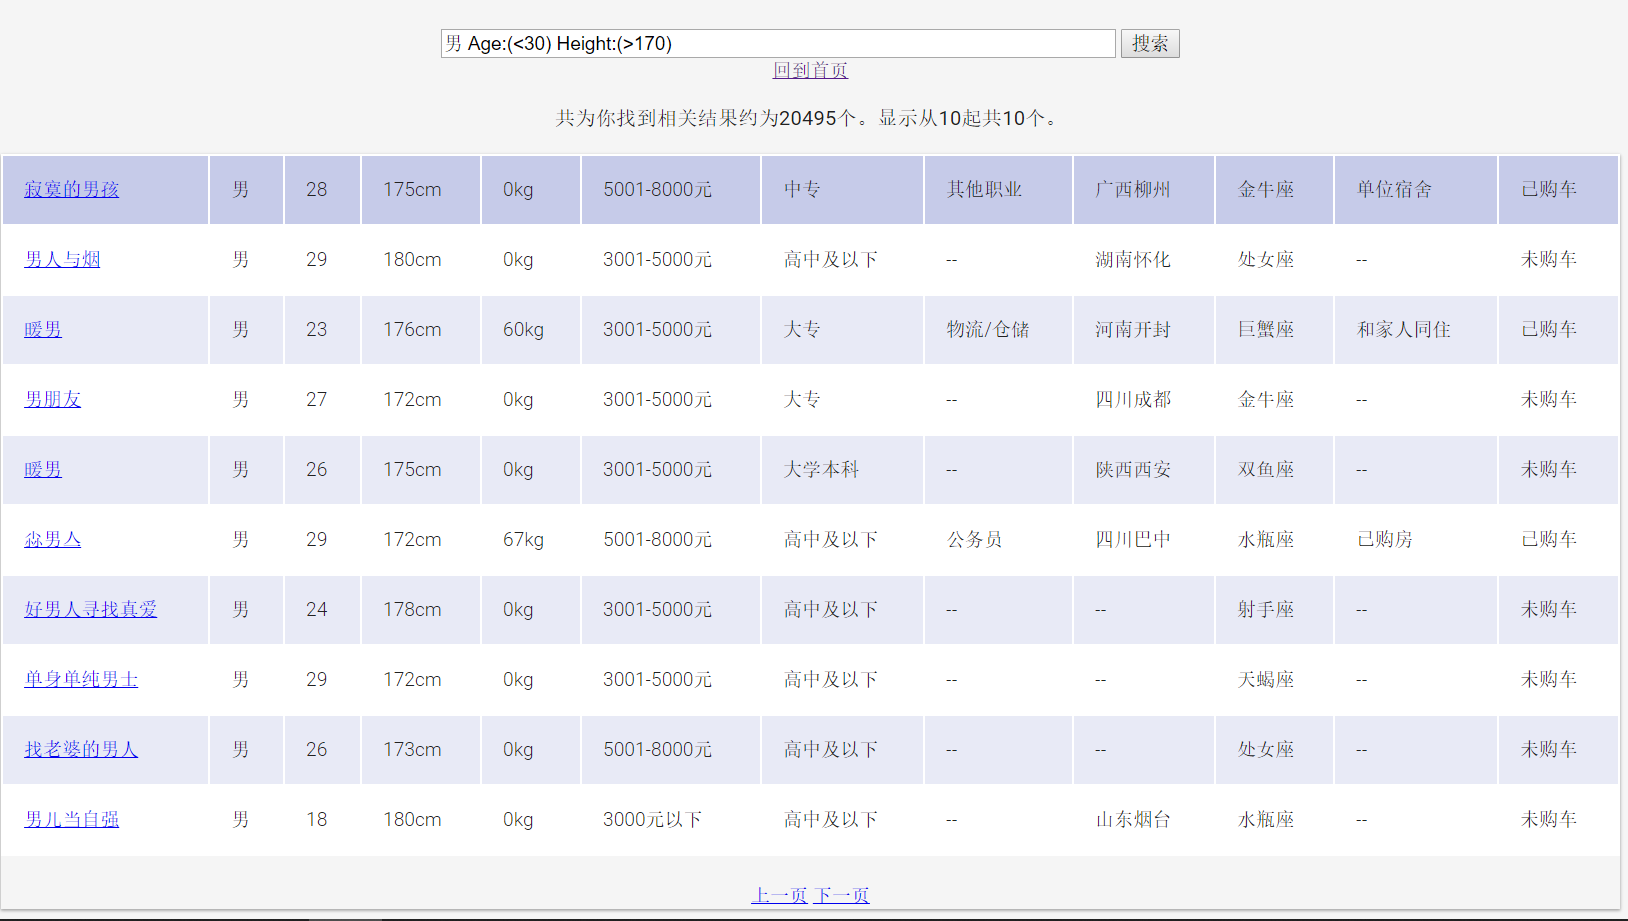 男 Age:(<30) Height:(>170) 搜索
回到首页
共为你找到相关结果约为20495个。显示从10起共10个。
寂寞的男孩 男 28 175cm 0kg 5001-8000元 中专 其他职业 广西柳州 金牛座 单位宿舍 已购车
男人与烟 男 29 180cm 0kg 3001-5000元 高中及以下 -- 湖南怀化 处女座 -- 未购车
暖男 男 23 176cm 60kg 3001-5000元 大专 物流/仓储 河南开封 巨蟹座 和家人同住 已购车
男朋友 男 27 172cm 0kg 3001-5000元 大专 -- 四川成都 金牛座 -- 未购车
暖男 男 26 175cm 0kg 3001-5000元 大学本科 -- 陕西西安 双鱼座 -- 未购车
尛男亼 男 29 172cm 67kg 5001-8000元 高中及以下 公务员 四川巴中 水瓶座 已购房 已购车
好男人寻找真爱 男 24 178cm 0kg 3001-5000元 高中及以下 -- -- 射手座 -- 未购车
单身单纯男士 男 29 172cm 0kg 3001-5000元 高中及以下 -- -- 天蝎座 -- 未购车
找老婆的男人 男 26 173cm 0kg 5001-8000元 高中及以下 -- -- 处女座 -- 未购车
男儿当自强 男 18 180cm 0kg 3000元以下 高中及以下 -- 山东烟台 水瓶座 -- 未购车
上一页 下一页